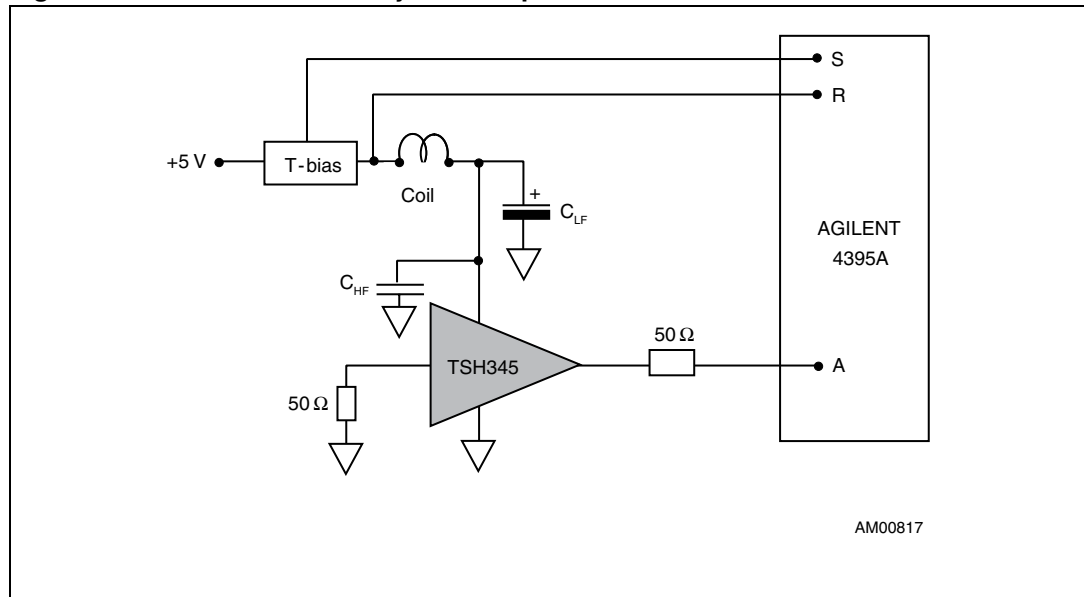 S
R
+5 V
T-bias
Coil
+
C_LF
AGILENT
4395A
C_HF
50 Ω
TSH345
A
50 Ω
AM00817